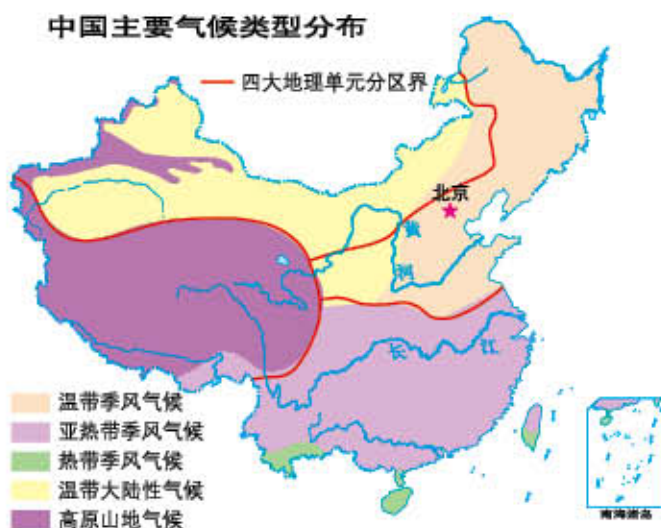 中国主要气候类型分布
四大地理单元分区界
北京
黄
河
长
江
温带季风气候
亚热带季风气候
热带季风气候
温带大陆性气候
高原山地气候
南海诸岛